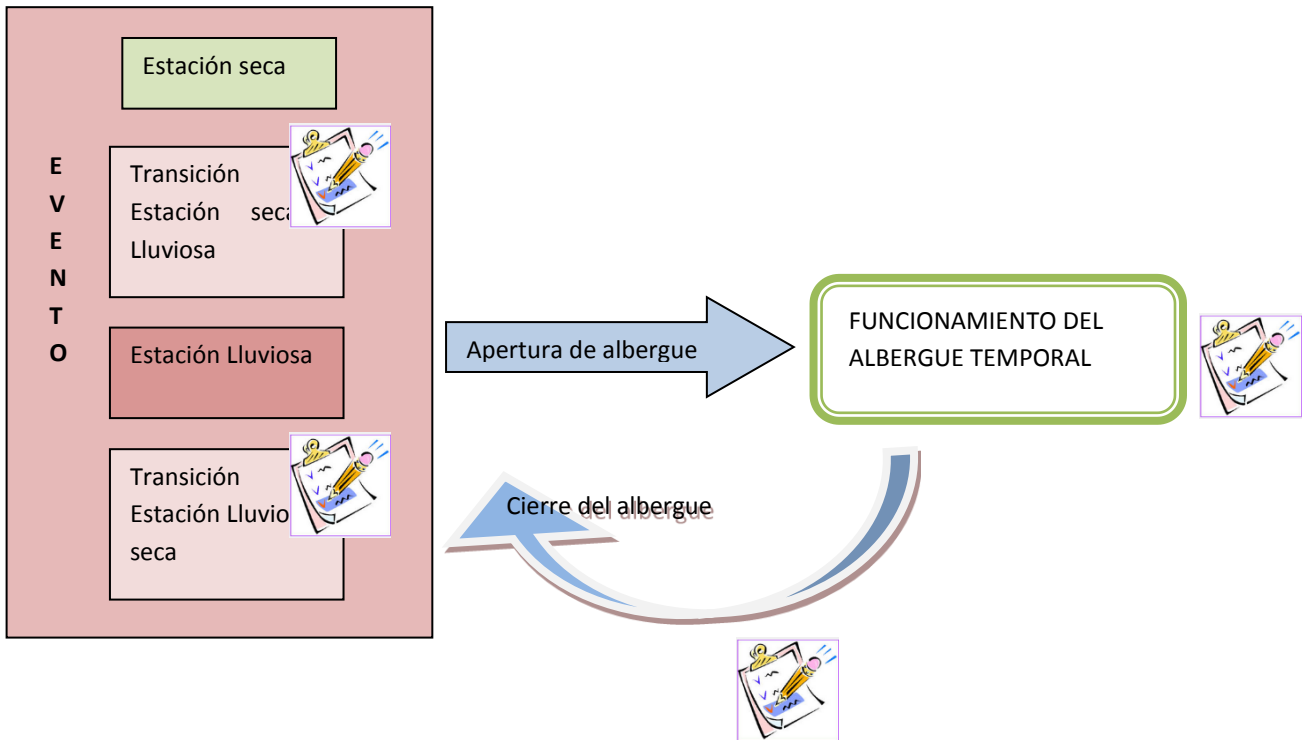 Estación seca
E
V
E
N
T
O
Transición
Estación seca
Lluviosa
Estación Lluviosa
Transición
Estación Lluvio
seca
Apertura de albergue
FUNCIONAMIENTO DEL
ALBERGUE TEMPORAL
Cierre del albergue